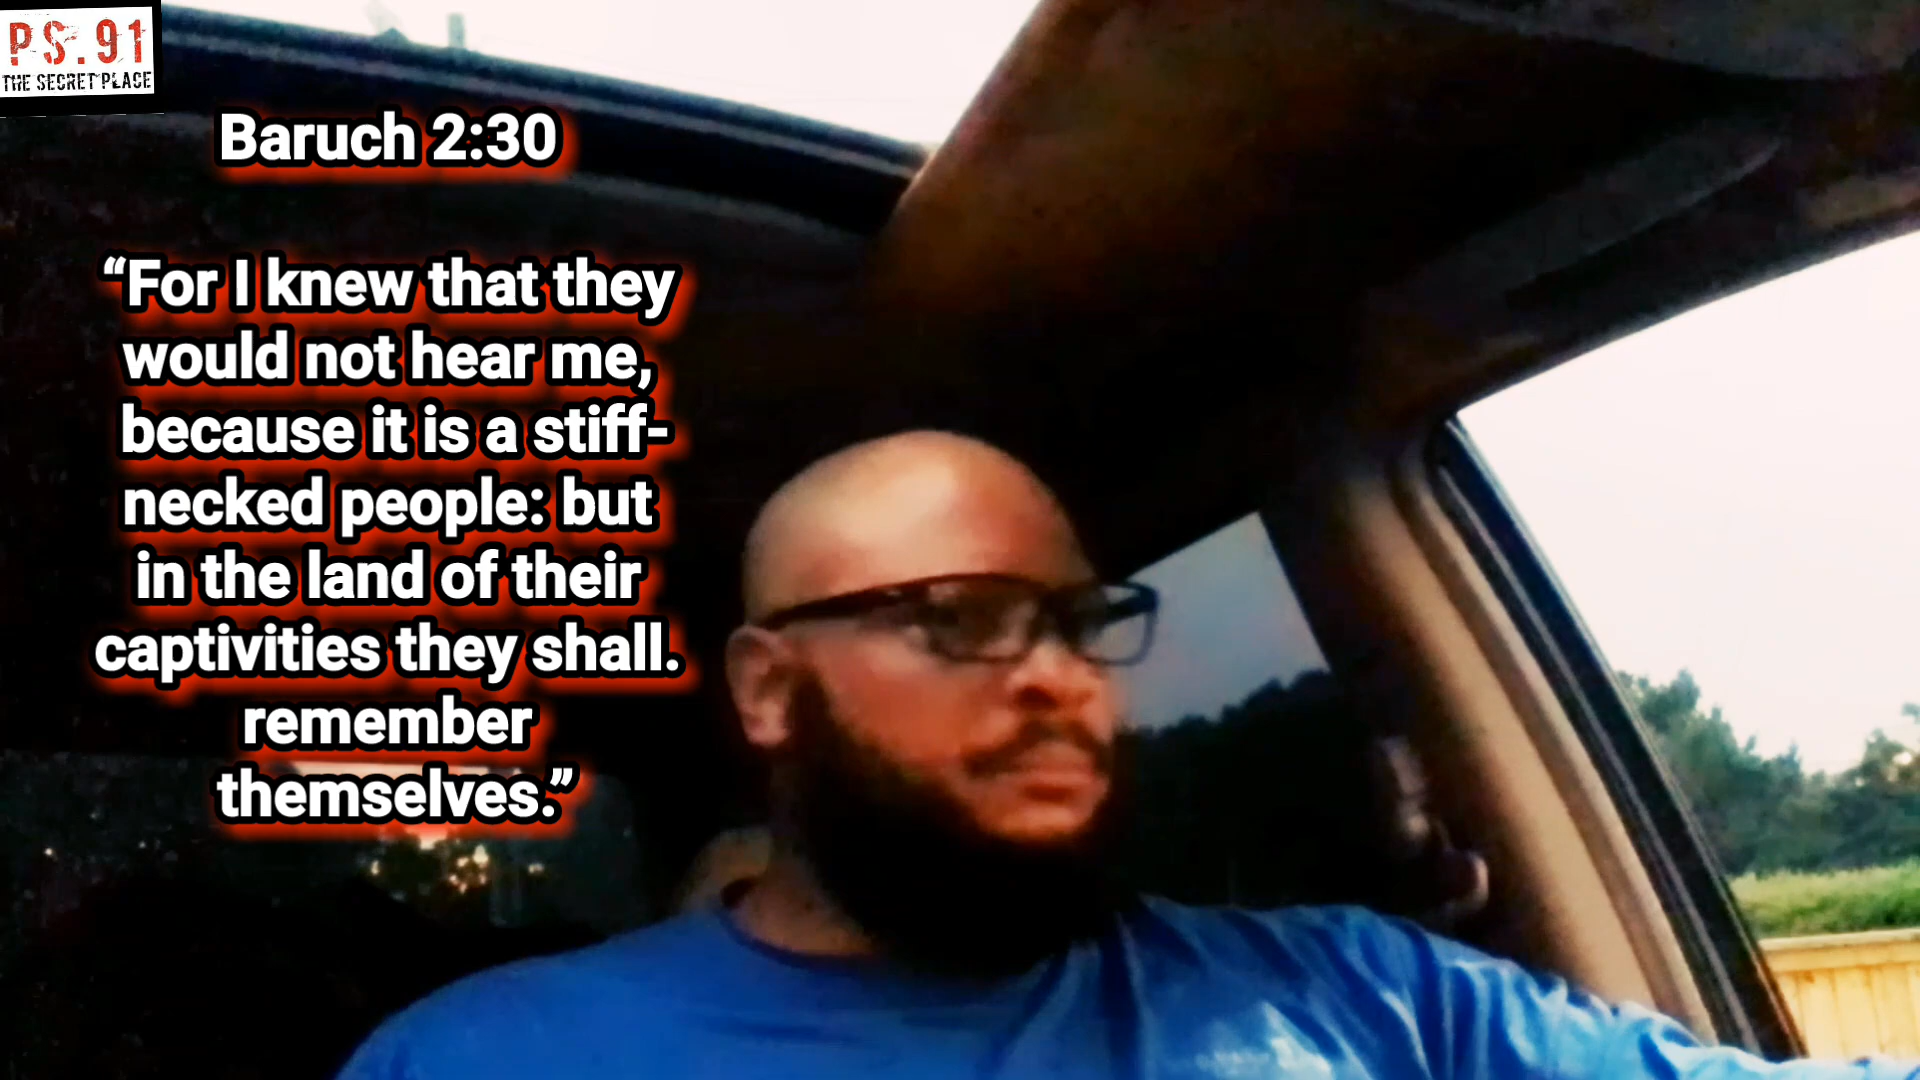 PS.91
THE SECRET PLACE
Baruch 2:30
“For I knew that they
would not hear me,
because it is a stiff-
necked people: but
in the land of their
captivities they shall.
remember
themselves.”